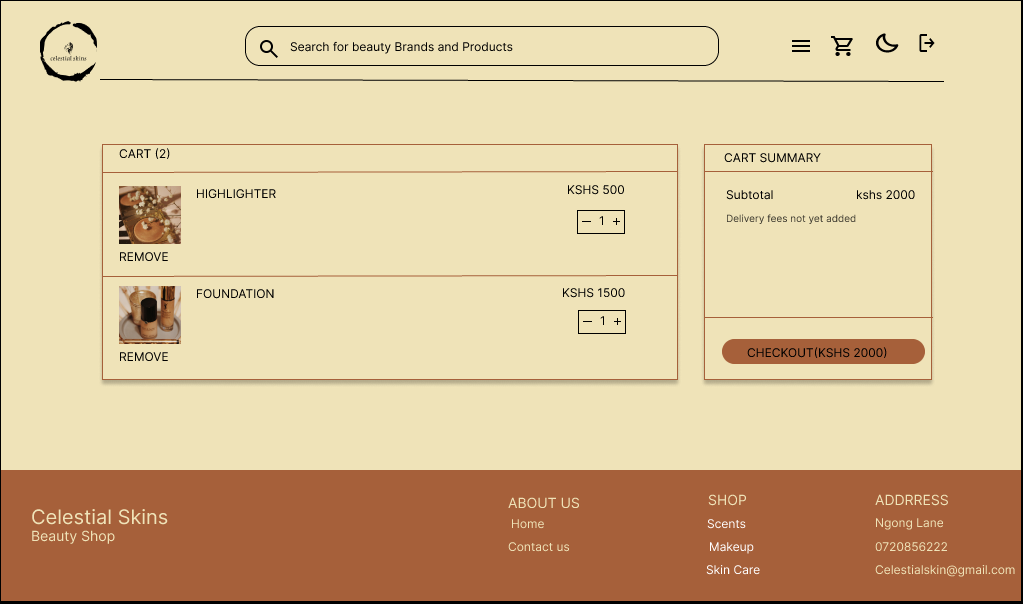 celestial skins
Search for beauty Brands and Products
CART (2)
HIGHLIGHTER
KSHS 500
— 1 +
REMOVE
FOUNDATION
KSHS 1500
— 1 +
REMOVE
CART SUMMARY
Subtotal kshs 2000
Delivery fees not yet added
CHECKOUT(KSHS 2000)
Celestial Skins
Beauty Shop
ABOUT US
Home
Contact us
SHOP
Scents
Makeup
Skin Care
ADDRRESS
Ngong Lane
0720856222
Celestialskin@gmail.com